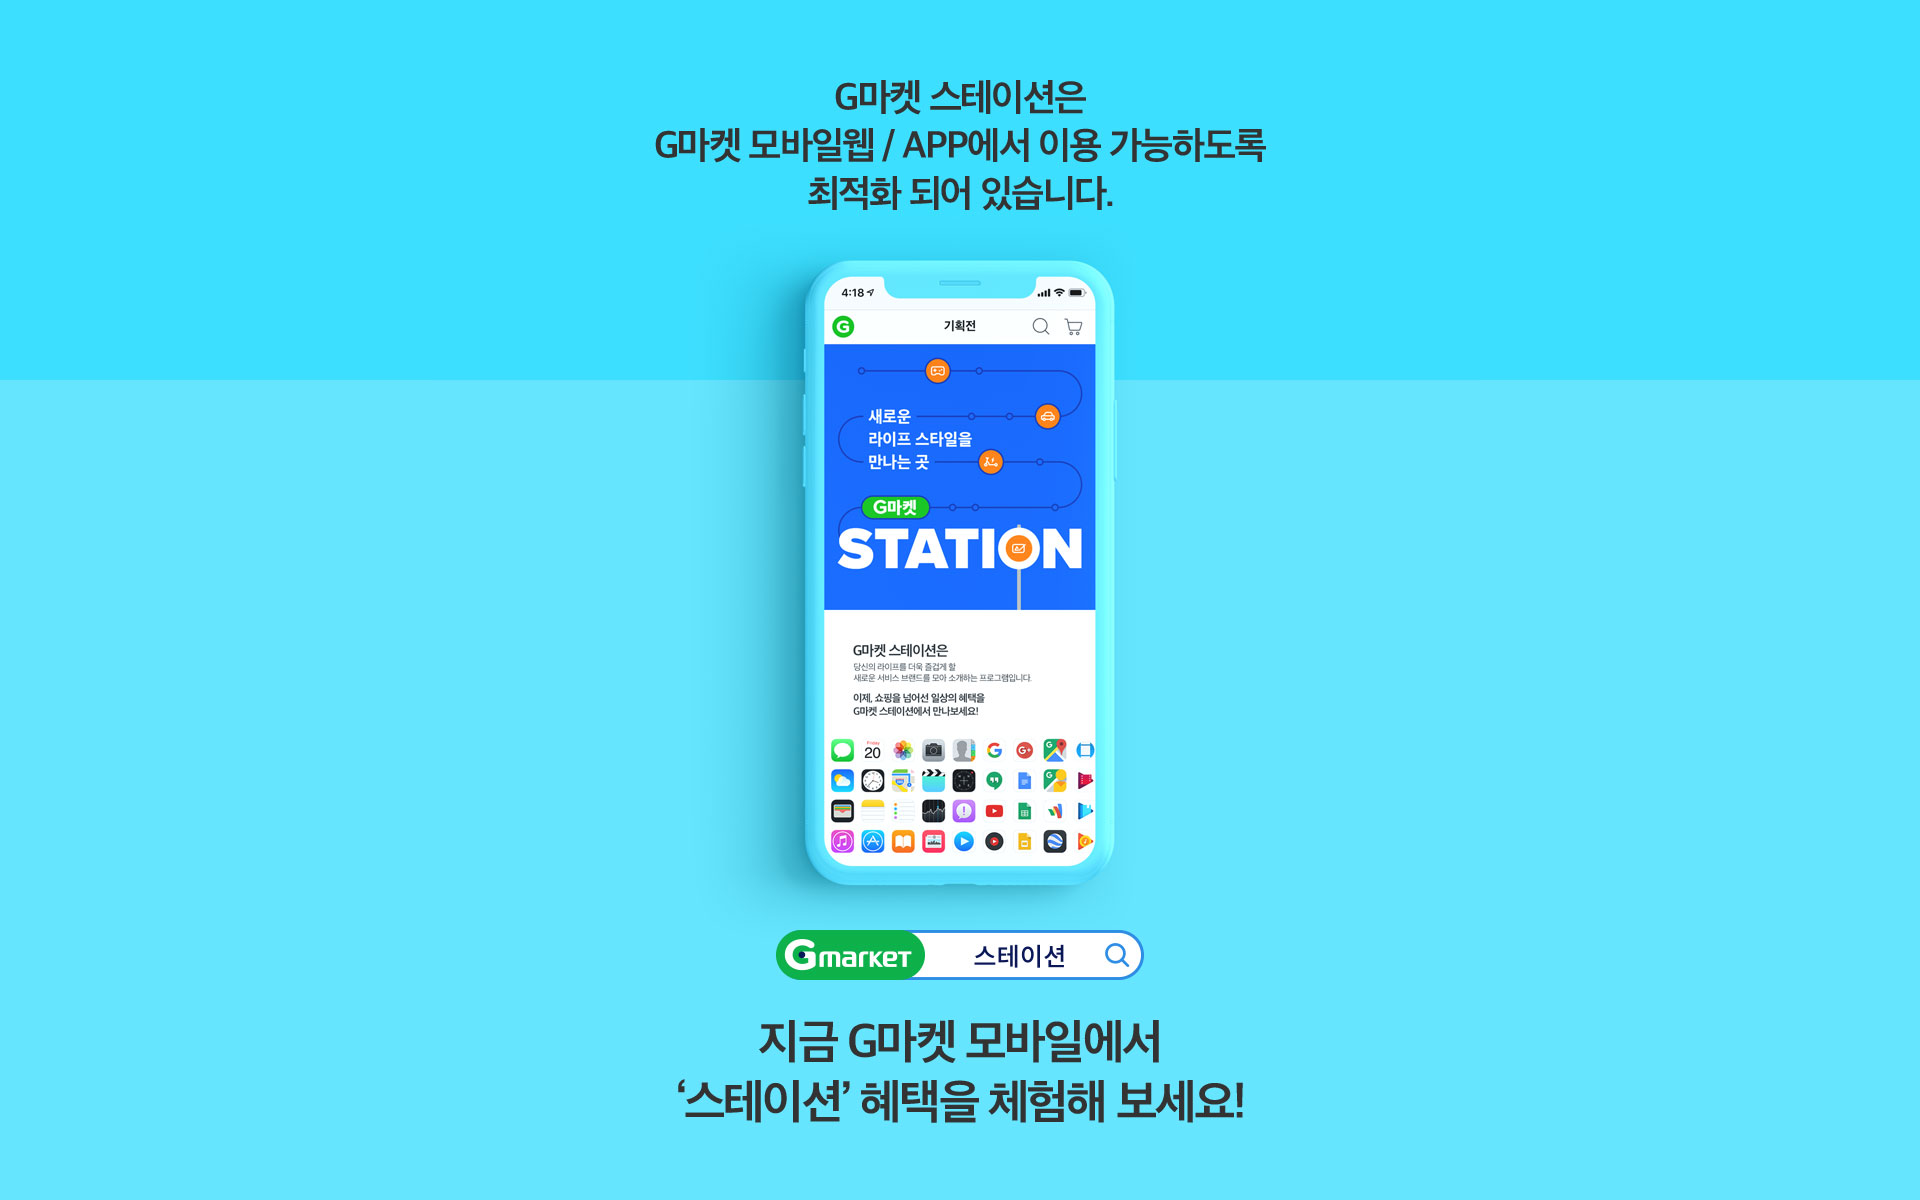 G마켓 스테이션은
G마켓 모바일웹 / APP에서 이용 가능하도록
최적화 되어 있습니다.
4:18
기획전
새로운
라이프 스타일을
만나는 곳
G마켓
STATION
G마켓 스테이션은
당신의 라이프를 더욱 즐겁게 할
새로운 서비스 브랜드를 모아 소개하는 프로그램입니다.
이제, 쇼핑을 넘어선 일상의 혜택을
G마켓 스테이션에서 만나보세요!
Friday
20
Gmarket 스테이션
지금 G마켓 모바일에서
‘스테이션’ 혜택을 체험해 보세요!